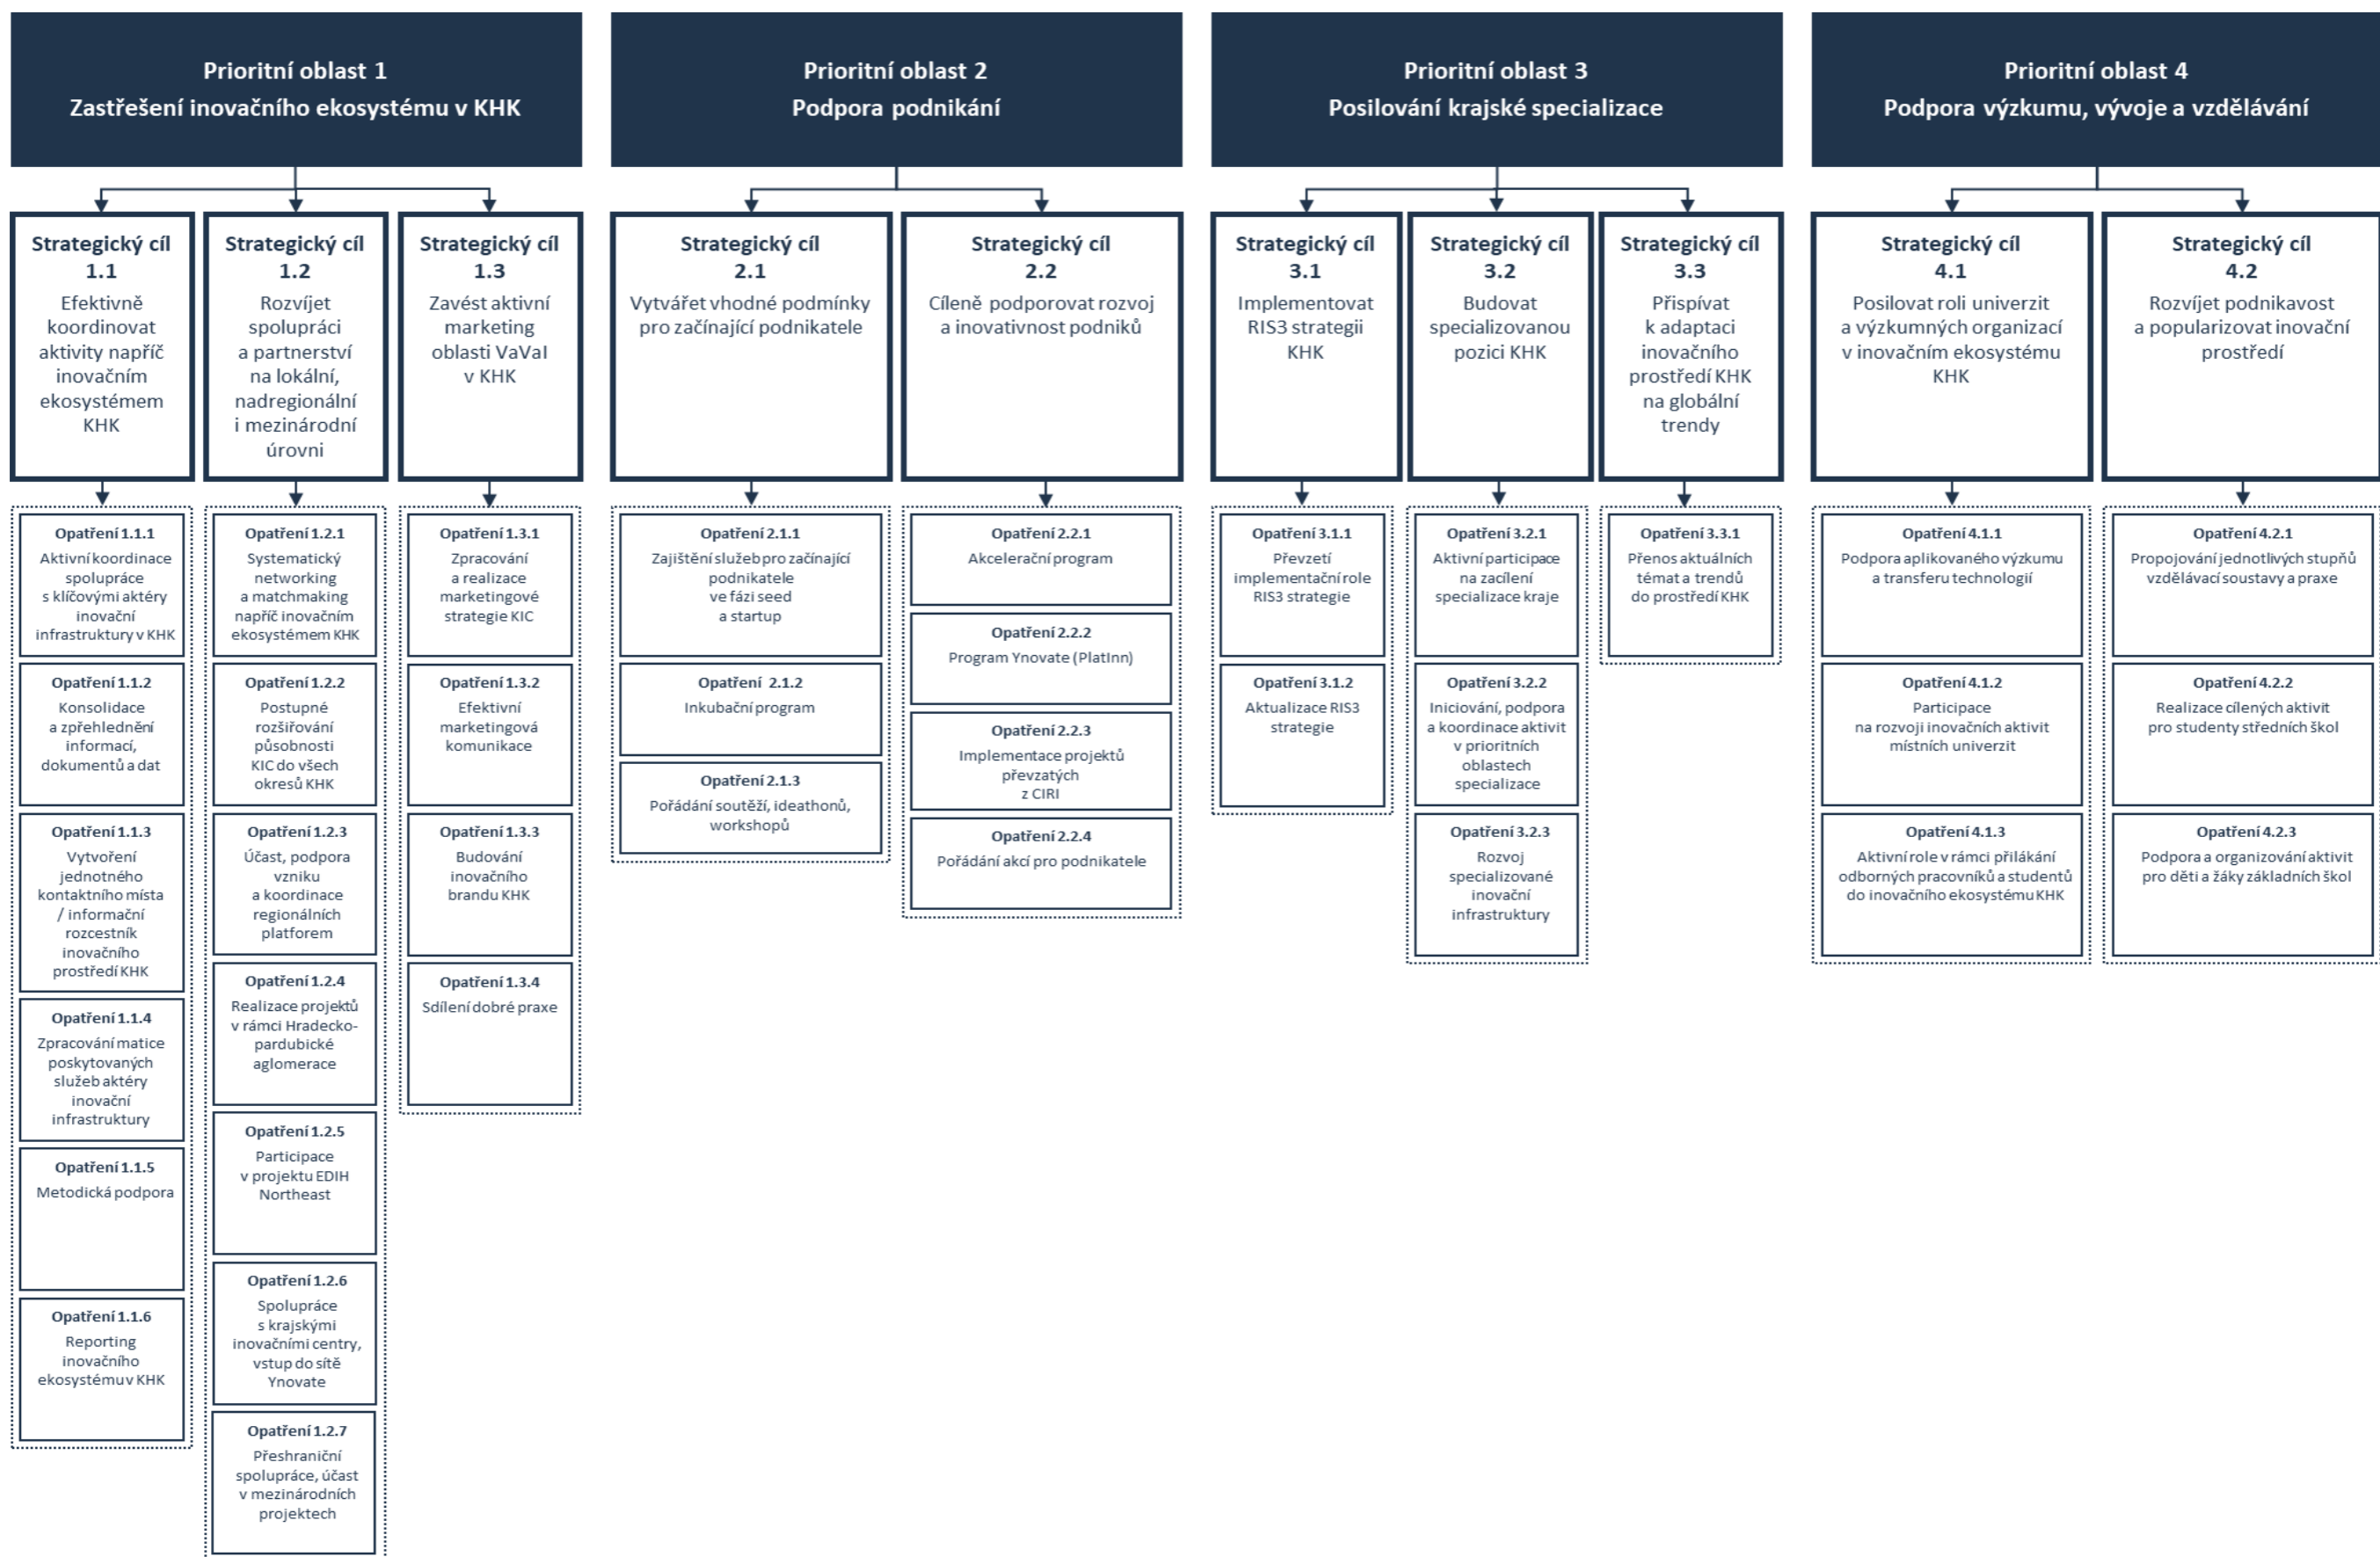 Prioritní oblast 1
Zastřešení inovačního ekosystému v KHK
Strategický cíl
1.1
Efektivně
koordinovat
aktivity napříč
inovačním
ekosystémem
KHK
Opatření 1.1.1
Aktivní koordinace
spolupráce
s klíčovými aktéry
inovační
infrastruktury v KHK
Opatření 1.1.2
Konsolidace
a zpřehlednění
informací,
dokumentů a dat
Opatření 1.1.3
Vytvoření
jednotného
kontaktního místa
/ informační
rozcestník
inovačního
prostředí KHK
Opatření 1.1.4
Zpracování matice
poskytovaných
služeb aktéry
inovační
infrastruktury
Opatření 1.1.5
Metodická podpora
Opatření 1.1.6
Reporting
inovačního
ekosystému v KHK
Strategický cíl
1.2
Rozvíjet
spolupráci
a partnerství
na lokální,
nadregionální
i mezinárodní
úrovni
Opatření 1.2.1
Systematický
networking
a matchmaking
napříč inovačním
ekosystémem KHK
Opatření 1.2.2
Postupné
rozšiřování
působnosti
KIC do všech
okresů KHK
Opatření 1.2.3
Účast, podpora
vzniku
a koordinace
regionálních
platforem
Opatření 1.2.4
Realizace projektů
v rámci Hradecko-
pardubické
aglomerace
Opatření 1.2.5
Participace
v projektu EDIH
Northeast
Opatření 1.2.6
Spolupráce
s krajskými
inovačními centry,
vstup do sítě
Ynovate
Opatření 1.2.7
Přeshraniční
spolupráce, účast
v mezinárodních
projektech
Strategický cíl
1.3
Zavést aktivní
marketing
oblasti VaVaI
v KHK
Opatření 1.3.1
Zpracování
a realizace
marketingové
strategie KIC
Opatření 1.3.2
Efektivní
marketingová
komunikace
Opatření 1.3.3
Budování
inovačního
brandu KHK
Opatření 1.3.4
Sdílení dobré praxe
Prioritní oblast 2
Podpora podnikání
Strategický cíl
2.1
Vytvářet vhodné podmínky
pro začínající podnikatele
Opatření 2.1.1
Zajištění služeb pro začínající
podnikatele
ve fázi seed
a startup
Opatření 2.1.2
Inkubační program
Opatření 2.1.3
Pořádání soutěží, ideathonů,
workshopů
Strategický cíl
2.2
Cíleně podporovat rozvoj
a inovativnost podniků
Opatření 2.2.1
Akcelerační program
Opatření 2.2.2
Program Ynovate (PlatInn)
Opatření 2.2.3
Implementace projektů
převzatých
z CIRI
Opatření 2.2.4
Pořádání akcí pro podnikatele
Prioritní oblast 3
Posilování krajské specializace
Strategický cíl
3.1
Implementovat
RIS3 strategii
KHK
Opatření 3.1.1
Převzetí
implementační role
RIS3 strategie
Opatření 3.1.2
Aktualizace RIS3
strategie
Strategický cíl
3.2
Budovat
specializovanou
pozici KHK
Opatření 3.2.1
Aktivní participace
na zacílení
specializace kraje
Opatření 3.2.2
Iniciování, podpora
a koordinace aktivit
v prioritních
oblastech
specializace
Opatření 3.2.3
Rozvoj
specializované
inovační
infrastruktury
Strategický cíl
3.3
Přispívat
k adaptaci
inovačního
prostředí KHK
na globální
trendy
Opatření 3.3.1
Přenos aktuálních
témat a trendů
do prostředí KHK
Prioritní oblast 4
Podpora výzkumu, vývoje a vzdělávání
Strategický cíl
4.1
Posilovat roli univerzit
a výzkumných organizací
v inovačním ekosystému
KHK
Opatření 4.1.1
Podpora aplikovaného výzkumu
a transferu technologií
Opatření 4.1.2
Participace
na rozvoji inovačních aktivit
místních univerzit
Opatření 4.1.3
Aktivní role v rámci přilákání
odborných pracovníků a studentů
do inovačního ekosystému KHK
Strategický cíl
4.2
Rozvíjet podnikavost
a popularizovat inovační
prostředí
Opatření 4.2.1
Propojování jednotlivých stupňů
vzdělávací soustavy a praxe
Opatření 4.2.2
Realizace cílených aktivit
pro studenty středních škol
Opatření 4.2.3
Podpora a organizování aktivit
pro děti a žáky základních škol